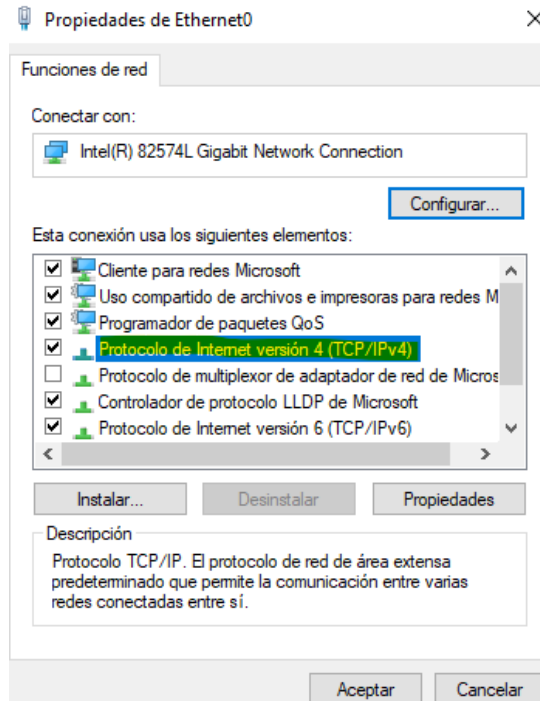 Propiedades de Ethernet0
Funciones de red
Conectar con:
Intel(R) 82574L Gigabit Network Connection
Configurar...
Esta conexión usa los siguientes elementos:
Cliente para redes Microsoft
Uso compartido de archivos e impresoras para redes M
Programador de paquetes QoS
Protocolo de Internet versión 4 (TCP/IPv4)
Protocolo de multiplexor de adaptador de red de Micros
Controlador de protocolo LLDP de Microsoft
Protocolo de Internet versión 6 (TCP/IPv6)
Instalar... Desinstalar Propiedades
Descripción
Protocolo TCP/IP. El protocolo de red de área extensa
predeterminado que permite la comunicación entre varias
redes conectadas entre sí.
Aceptar Cancelar